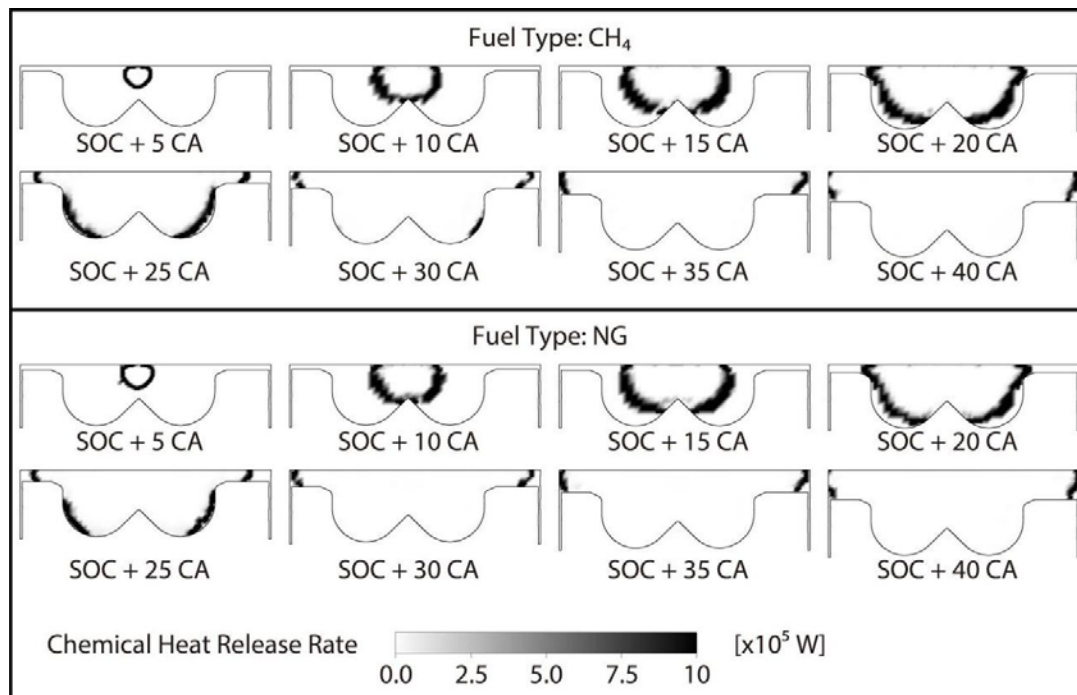 Fuel Type: CH₄
SOC + 5 CA SOC + 10 CA SOC + 15 CA SOC + 20 CA
SOC + 25 CA SOC + 30 CA SOC + 35 CA SOC + 40 CA
Fuel Type: NG
SOC + 5 CA SOC + 10 CA SOC + 15 CA SOC + 20 CA
SOC + 25 CA SOC + 30 CA SOC + 35 CA SOC + 40 CA
Chemical Heat Release Rate [x10⁵ W]
0.0 2.5 5.0 7.5 10